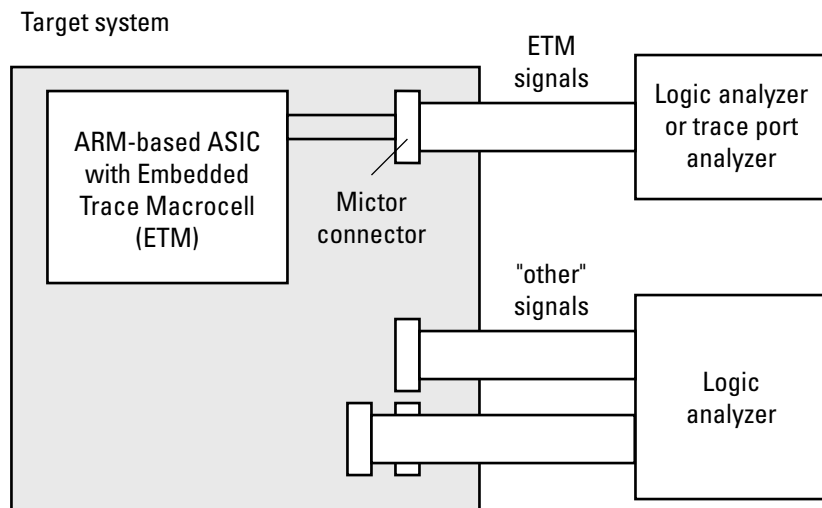 Target system
ETM
signals
ARM-based ASIC
with Embedded
Trace Macrocell
(ETM)
Logic analyzer
or trace port
analyzer
Mictor
connector
"other"
signals
Logic
analyzer